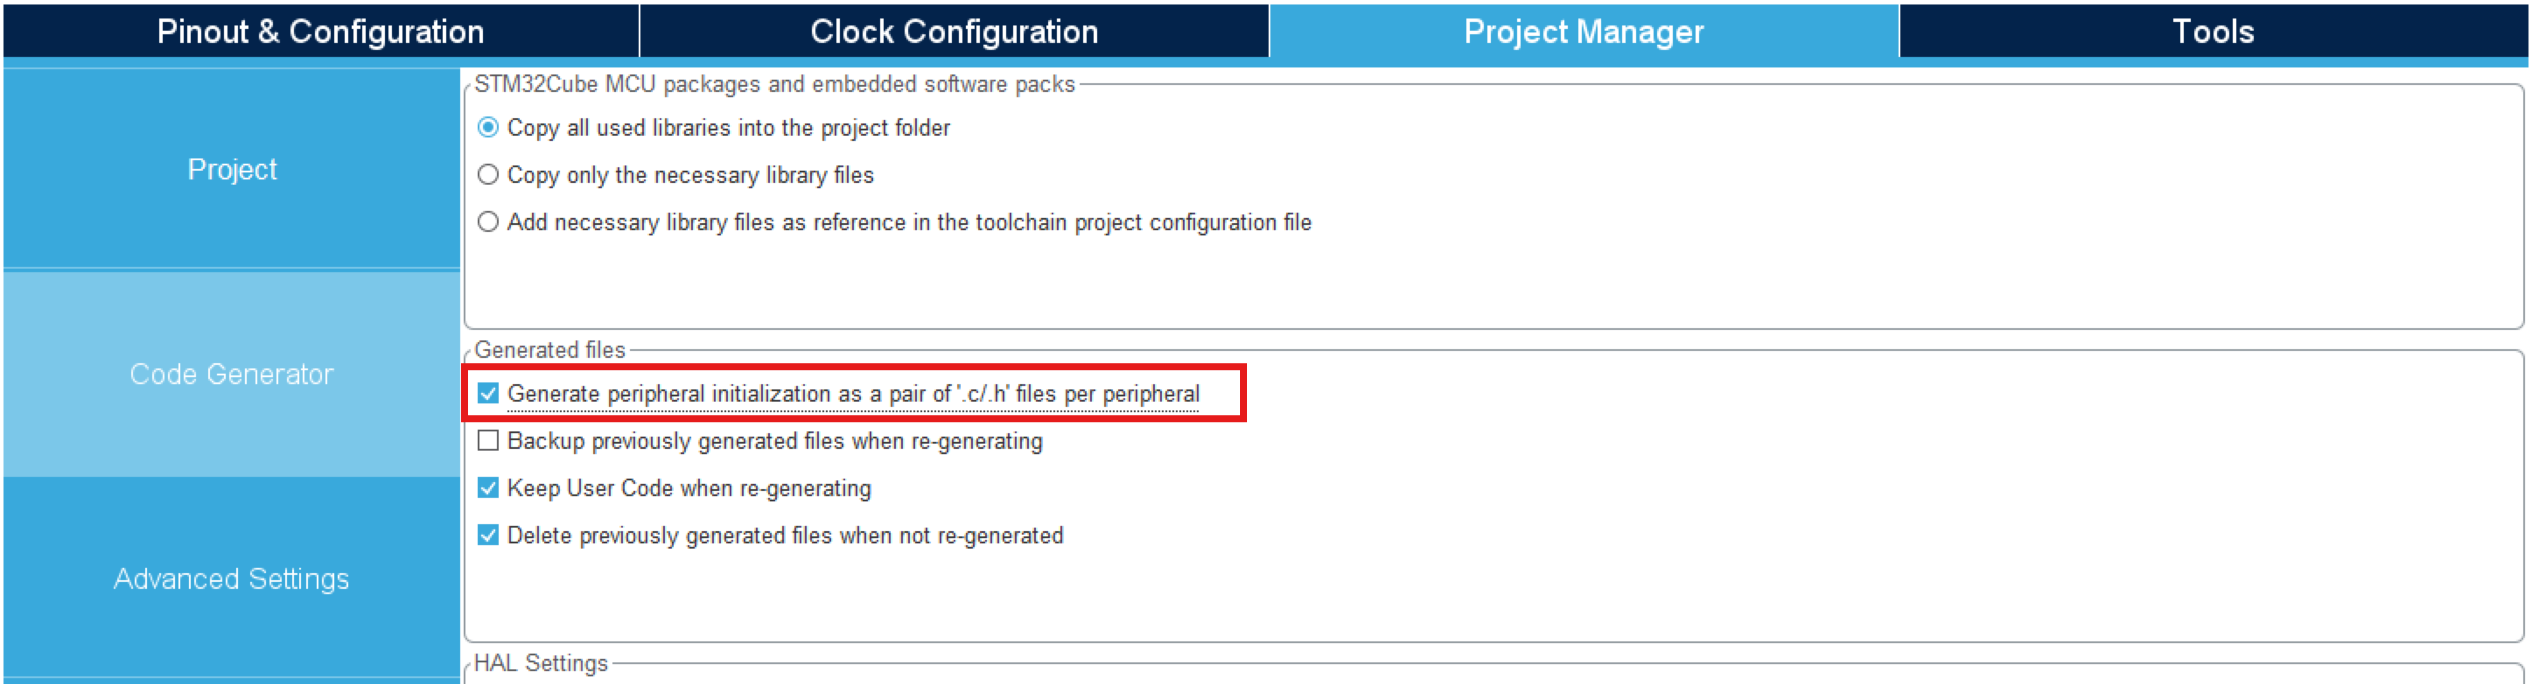 Pinout & Configuration
Clock Configuration
Project Manager
Tools
Project
Code Generator
Advanced Settings
STM32Cube MCU packages and embedded software packs
Copy all used libraries into the project folder
Copy only the necessary library files
Add necessary library files as reference in the toolchain project configuration file
Generated files
Generate peripheral initialization as a pair of '.c/.h' files per peripheral
Backup previously generated files when re-generating
Keep User Code when re-generating
Delete previously generated files when not re-generated
HAL Settings